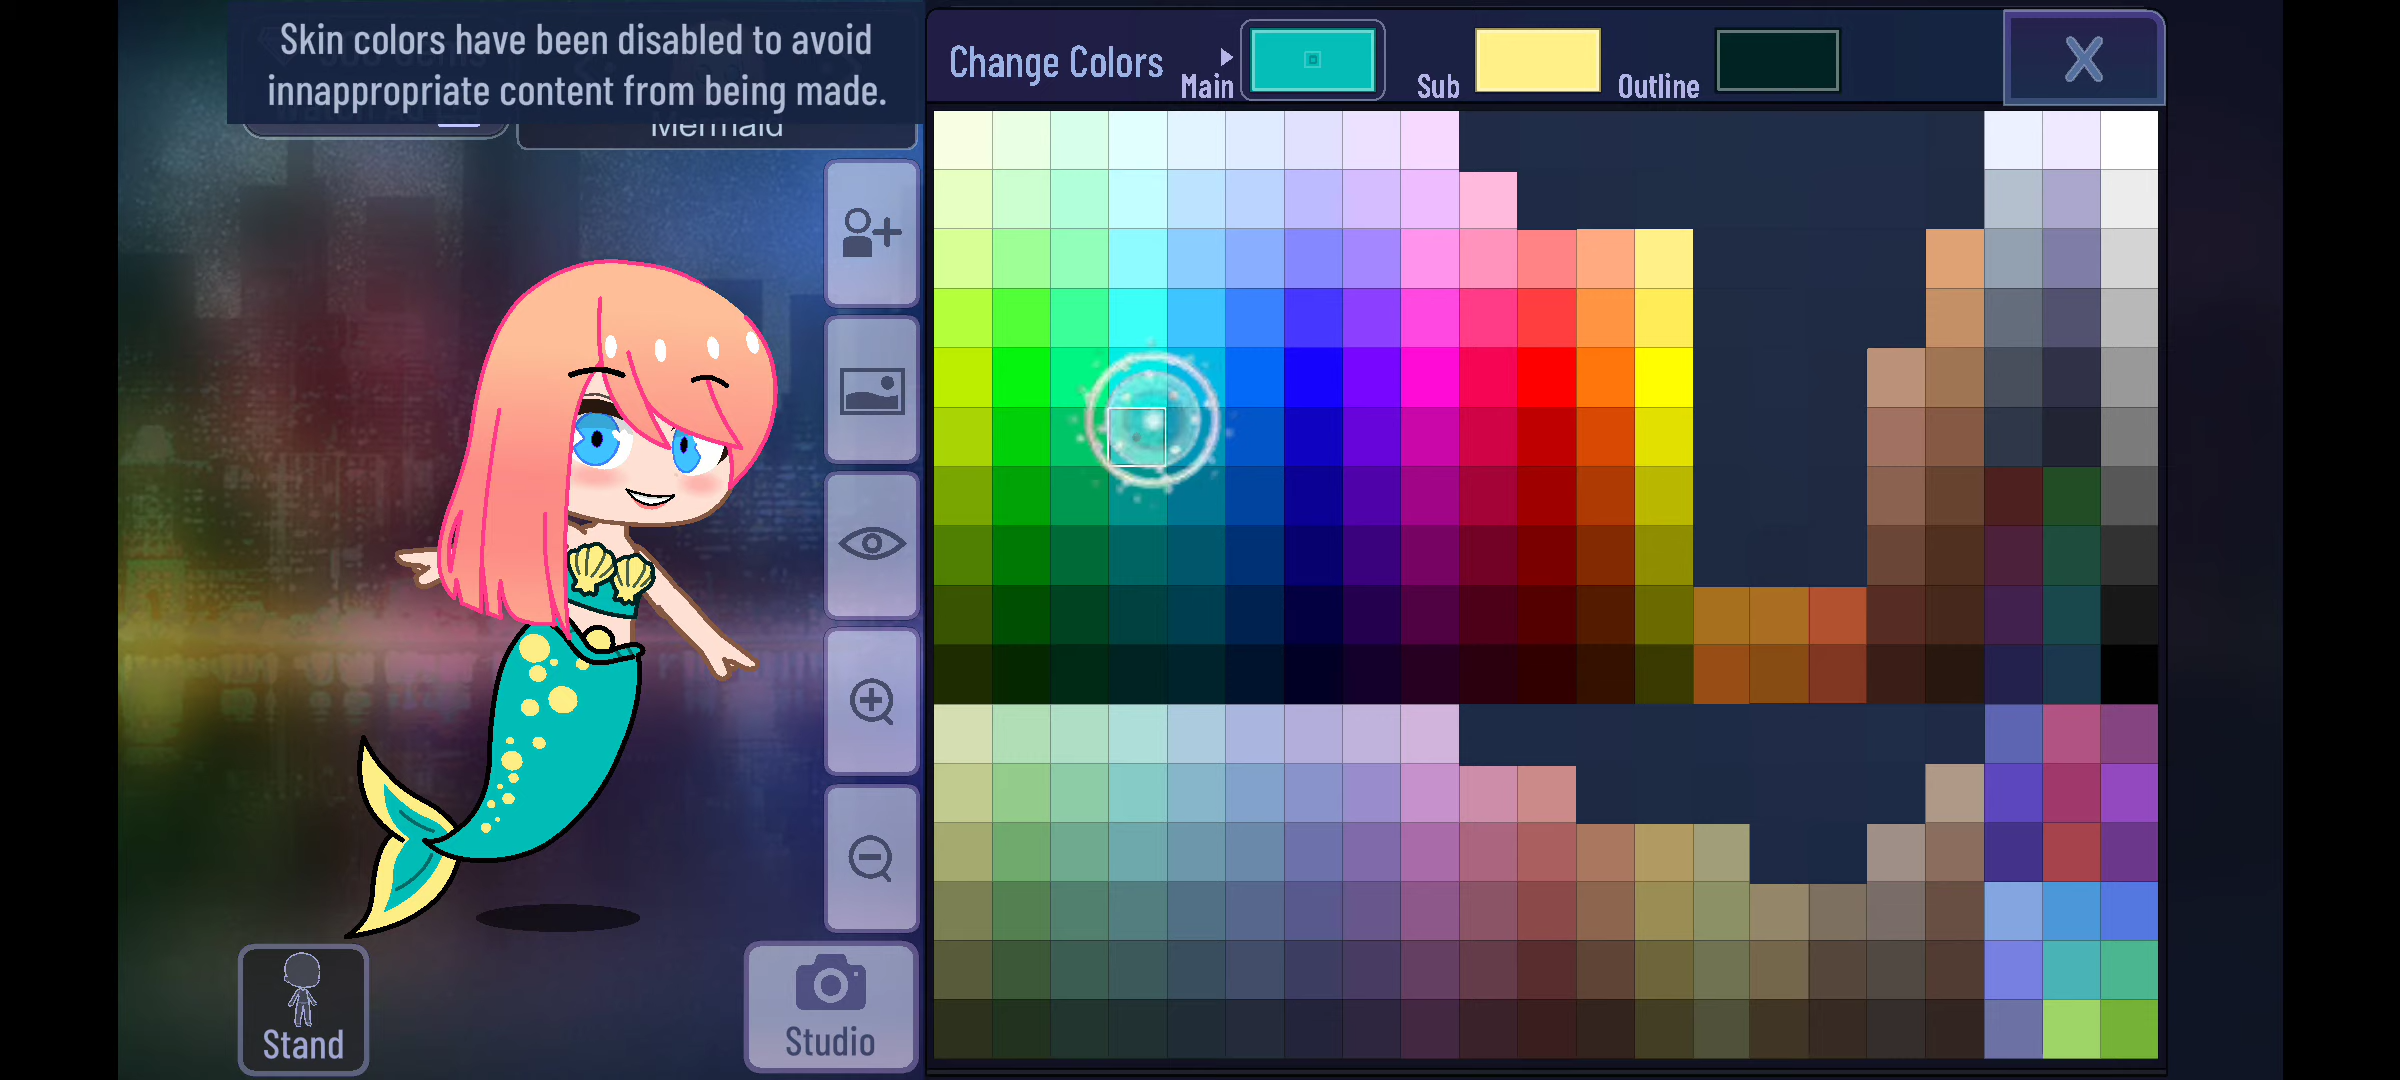 Skin colors have been disabled to avoid
innappropriate content from being made.
Mermaid
Change Colors
Main
Sub
Outline
X
Stand
Studio